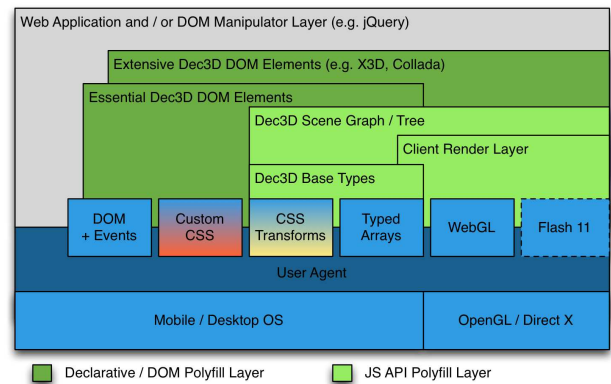 Web Application and / or DOM Manipulator Layer (e.g. jQuery)
Extensive Dec3D DOM Elements (e.g. X3D, Collada)
Essential Dec3D DOM Elements
Dec3D Scene Graph / Tree
Client Render Layer
Dec3D Base Types
DOM
+ Events
Custom
CSS
CSS
Transforms
Typed
Arrays
WebGL
Flash 11
User Agent
Mobile / Desktop OS
OpenGL / Direct X
Declarative / DOM Polyfill Layer
JS API Polyfill Layer